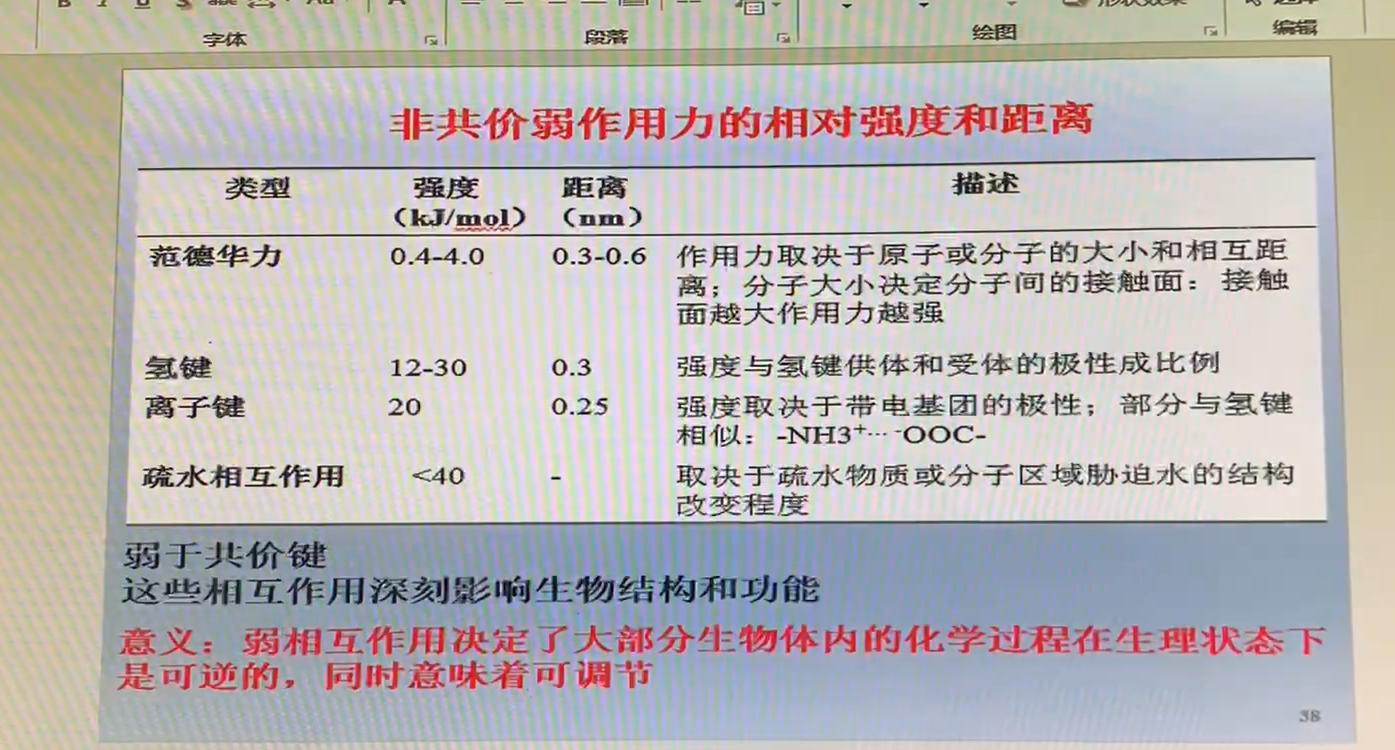 字体 段落 绘图 编辑
非共价弱作用力的相对强度和距离
类型 强度 距离 描述
（kJ/mol） （nm）
范德华力 0.4-4.0 0.3-0.6 作用力取决于原子或分子的大小和相互距
离；分子大小决定分子间的接触面：接触
面越大作用力越强
氢键 12-30 0.3 强度与氢键供体和受体的极性成比例
离子键 20 0.25 强度取决于带电基团的极性；部分与氢键
相似：-NH3⁺··· ⁻OOC-
疏水相互作用 <40 - 取决于疏水物质或分子区域胁迫水的结构
改变程度
弱于共价键
这些相互作用深刻影响生物结构和功能
意义：弱相互作用决定了大部分生物体内的化学过程在生理状态下
是可逆的，同时意味着可调节
38